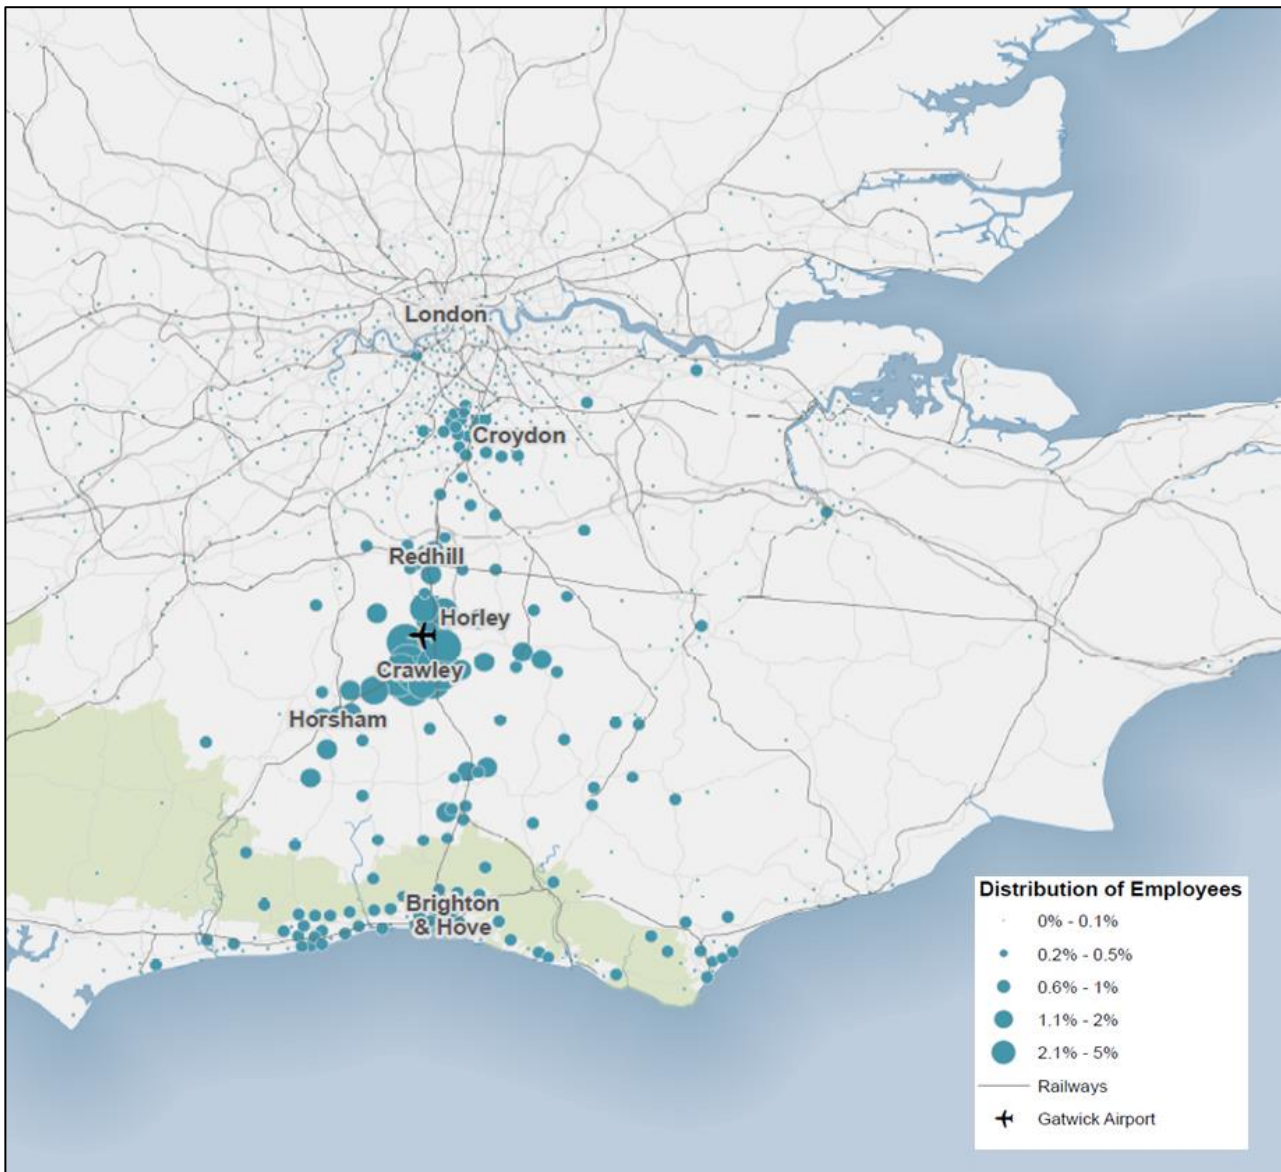 London
Croydon
Redhill
Horley
Crawley
Horsham
Brighton
& Hove
Distribution of Employees
0% - 0.1%
0.2% - 0.5%
0.6% - 1%
1.1% - 2%
2.1% - 5%
Railways
Gatwick Airport